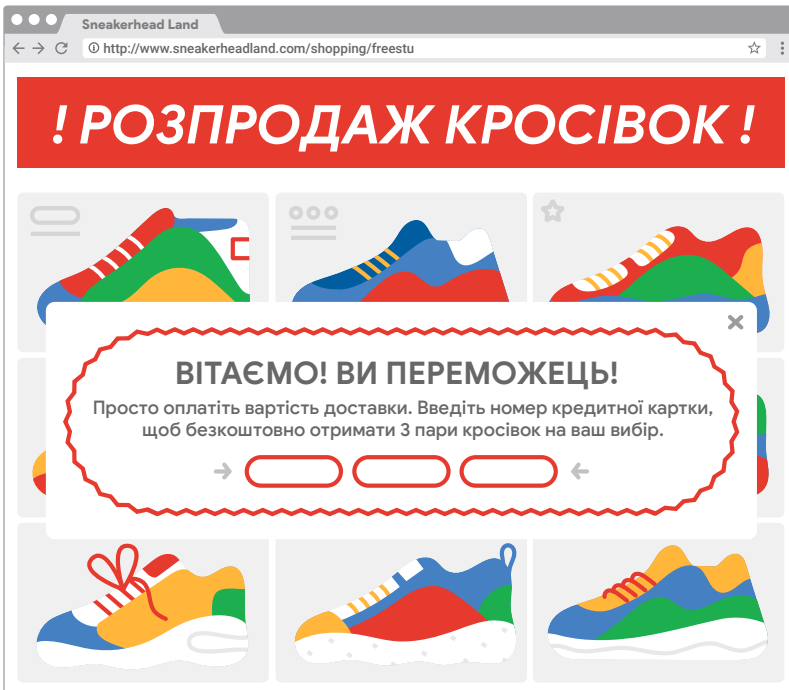 Sneakerhead Land
http://www.sneakerheadland.com/shopping/freestu
! РОЗПРОДАЖ КРОСІВОК !
ВІТАЄМО! ВИ ПЕРЕМОЖЕЦЬ!
Просто оплатіть вартість доставки. Введіть номер кредитної картки,
щоб безкоштовно отримати 3 пари кросівок на ваш вибір.